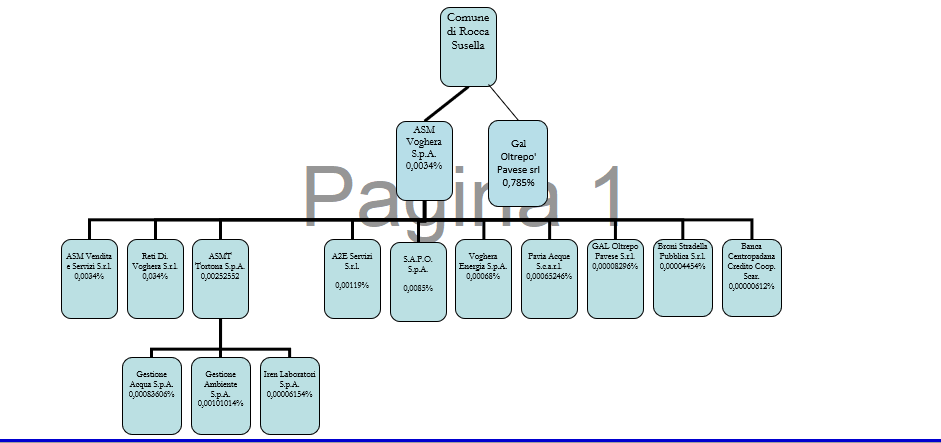 Comune
di Rocca
Susella
ASM
Voghera
S.p.A.
0,0034%
Gal
Oltrepo'
Pavese srl
0,785%
Pagina 1
ASM Vendita
e Servizi S.r.l.
0,0034%
Reti Di.
Voghera S.r.l.
0,034%
ASMT
Tortona S.p.A.
0,00252552
A2E Servizi
S.r.l.
0,00119%
S.A.P.O.
S.p.A.
0,0085%
Voghera
Energia S.p.A.
0,00068%
Pavia Acque
S.c.a.r.l.
0,00065246%
GAL Oltrepo
Pavese S.r.l.
0,00008296%
Broni Stradella
Pubblica S.r.l.
0,00004454%
Banca
Centropadana
Credito Coop.
Scar.
0,00000612%
Gestione
Acqua S.p.A.
0,00083606%
Gestione
Ambiente
S.p.A.
0,00101014%
Iren Laboratori
S.p.A.
0,00006154%